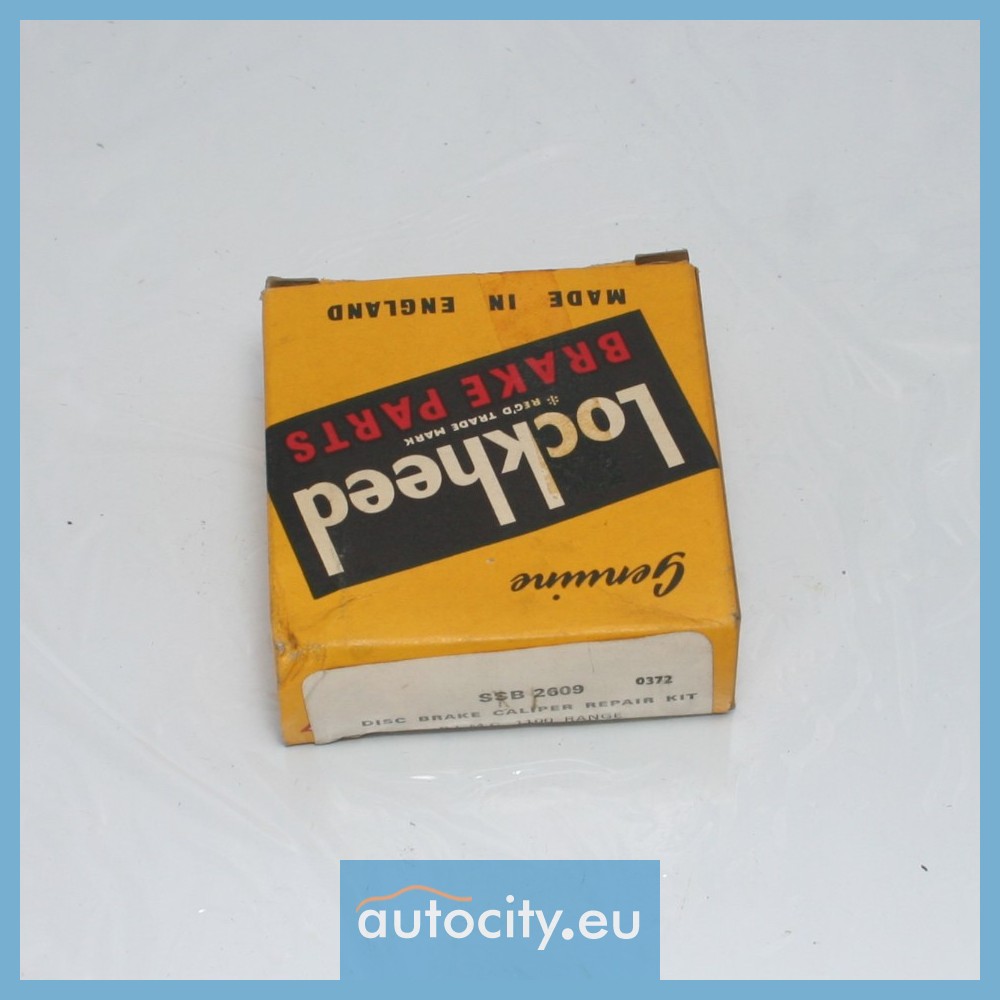 MADE IN ENGLAND
BRAKE PARTS
* REG'D TRADE MARK
Lockheed
Genuine
SSB 2609 0372
DISC BRAKE CALIPER REPAIR KIT
1100 RANGE
autocity.eu